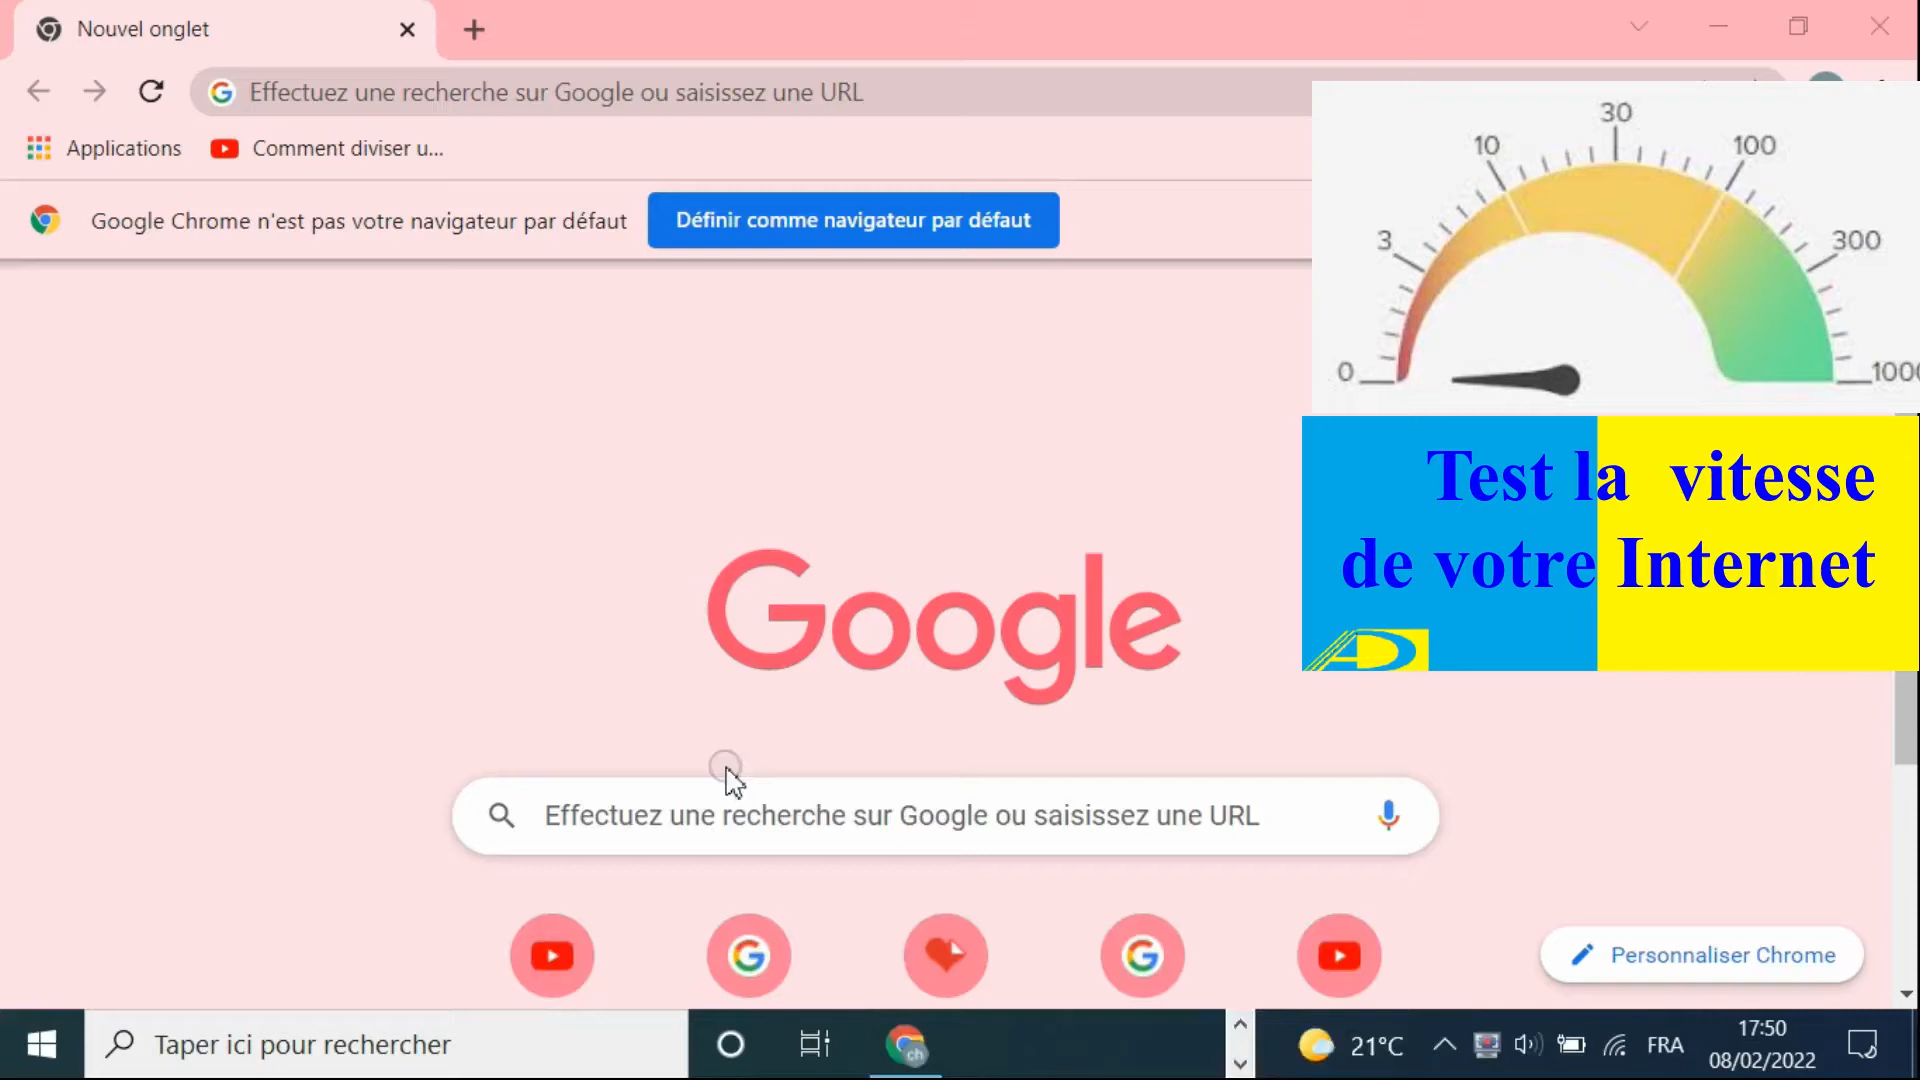 Nouvel onglet
Effectuez une recherche sur Google ou saisissez une URL
Applications
Comment diviser u...
Google Chrome n'est pas votre navigateur par défaut
Définir comme navigateur par défaut
0
3
10
30
100
300
1000
Test la vitesse
de votre Internet
AD
Google
Effectuez une recherche sur Google ou saisissez une URL
Personnaliser Chrome
Taper ici pour rechercher
ch
21°C
FRA
17:50
08/02/2022